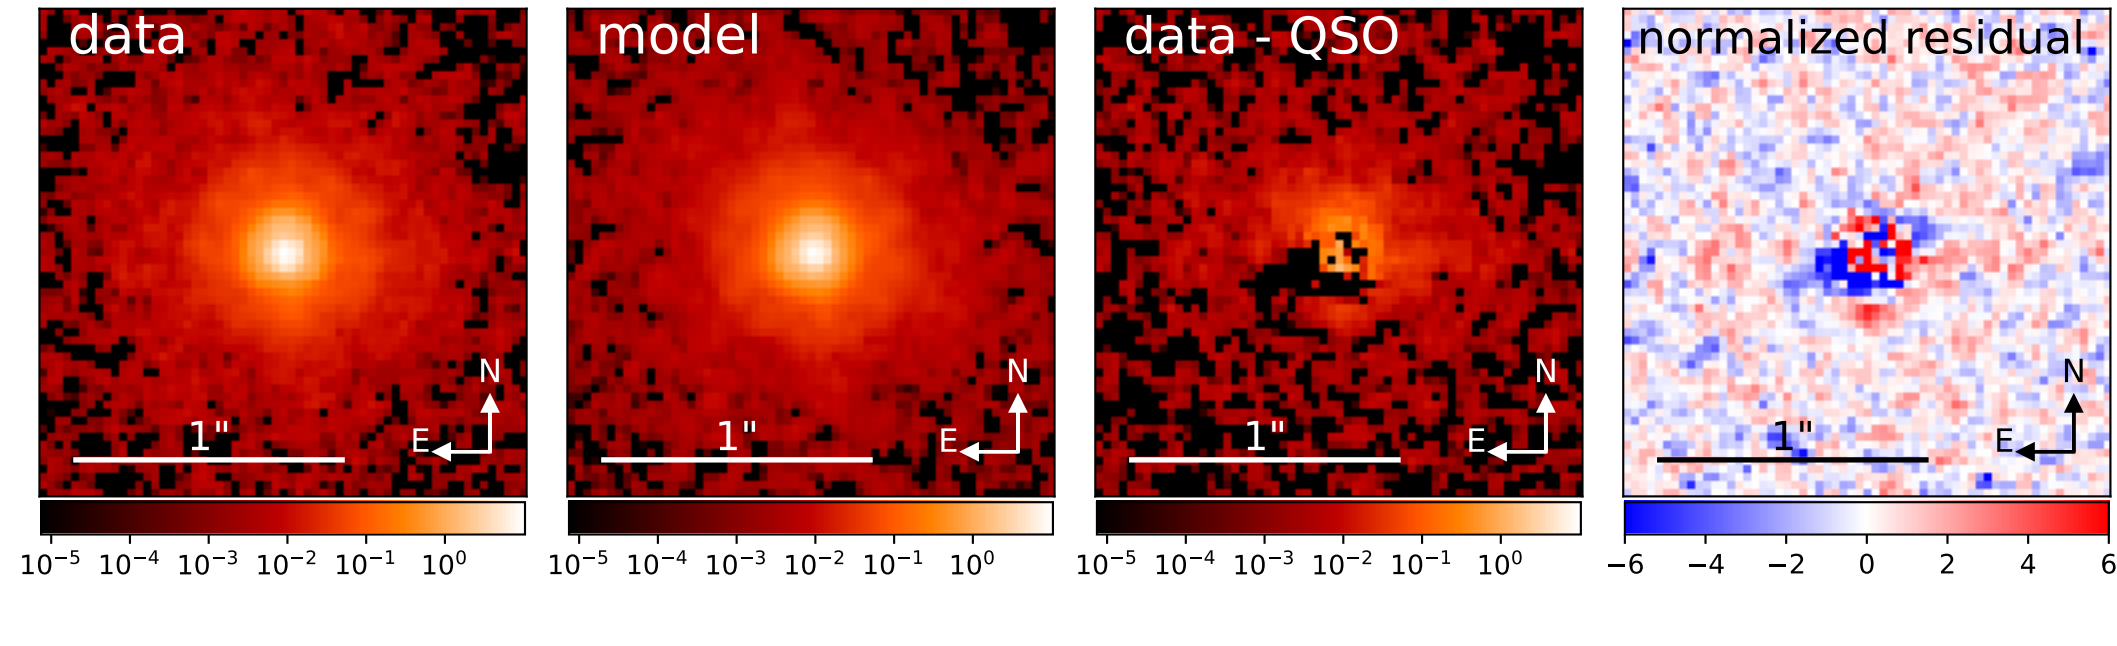 data
model
data - QSO
normalized residual
N
N
N
N
1"
E
1"
E
1"
E
1"
E
10⁻⁵ 10⁻⁴ 10⁻³ 10⁻² 10⁻¹ 10⁰
10⁻⁵ 10⁻⁴ 10⁻³ 10⁻² 10⁻¹ 10⁰
10⁻⁵ 10⁻⁴ 10⁻³ 10⁻² 10⁻¹ 10⁰
−6 −4 −2 0 2 4 6